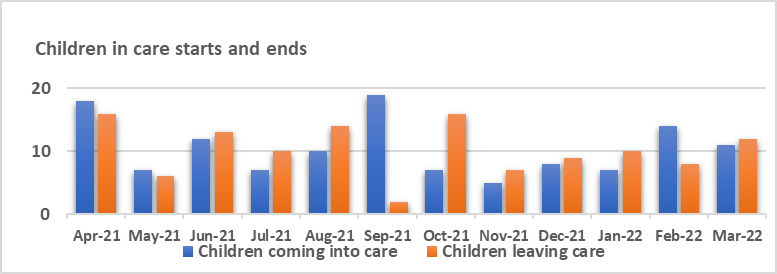 Children in care starts and ends
20
10
0
Apr-21 May-21 Jun-21 Jul-21 Aug-21 Sep-21 Oct-21 Nov-21 Dec-21 Jan-22 Feb-22 Mar-22
Children coming into care Children leaving care